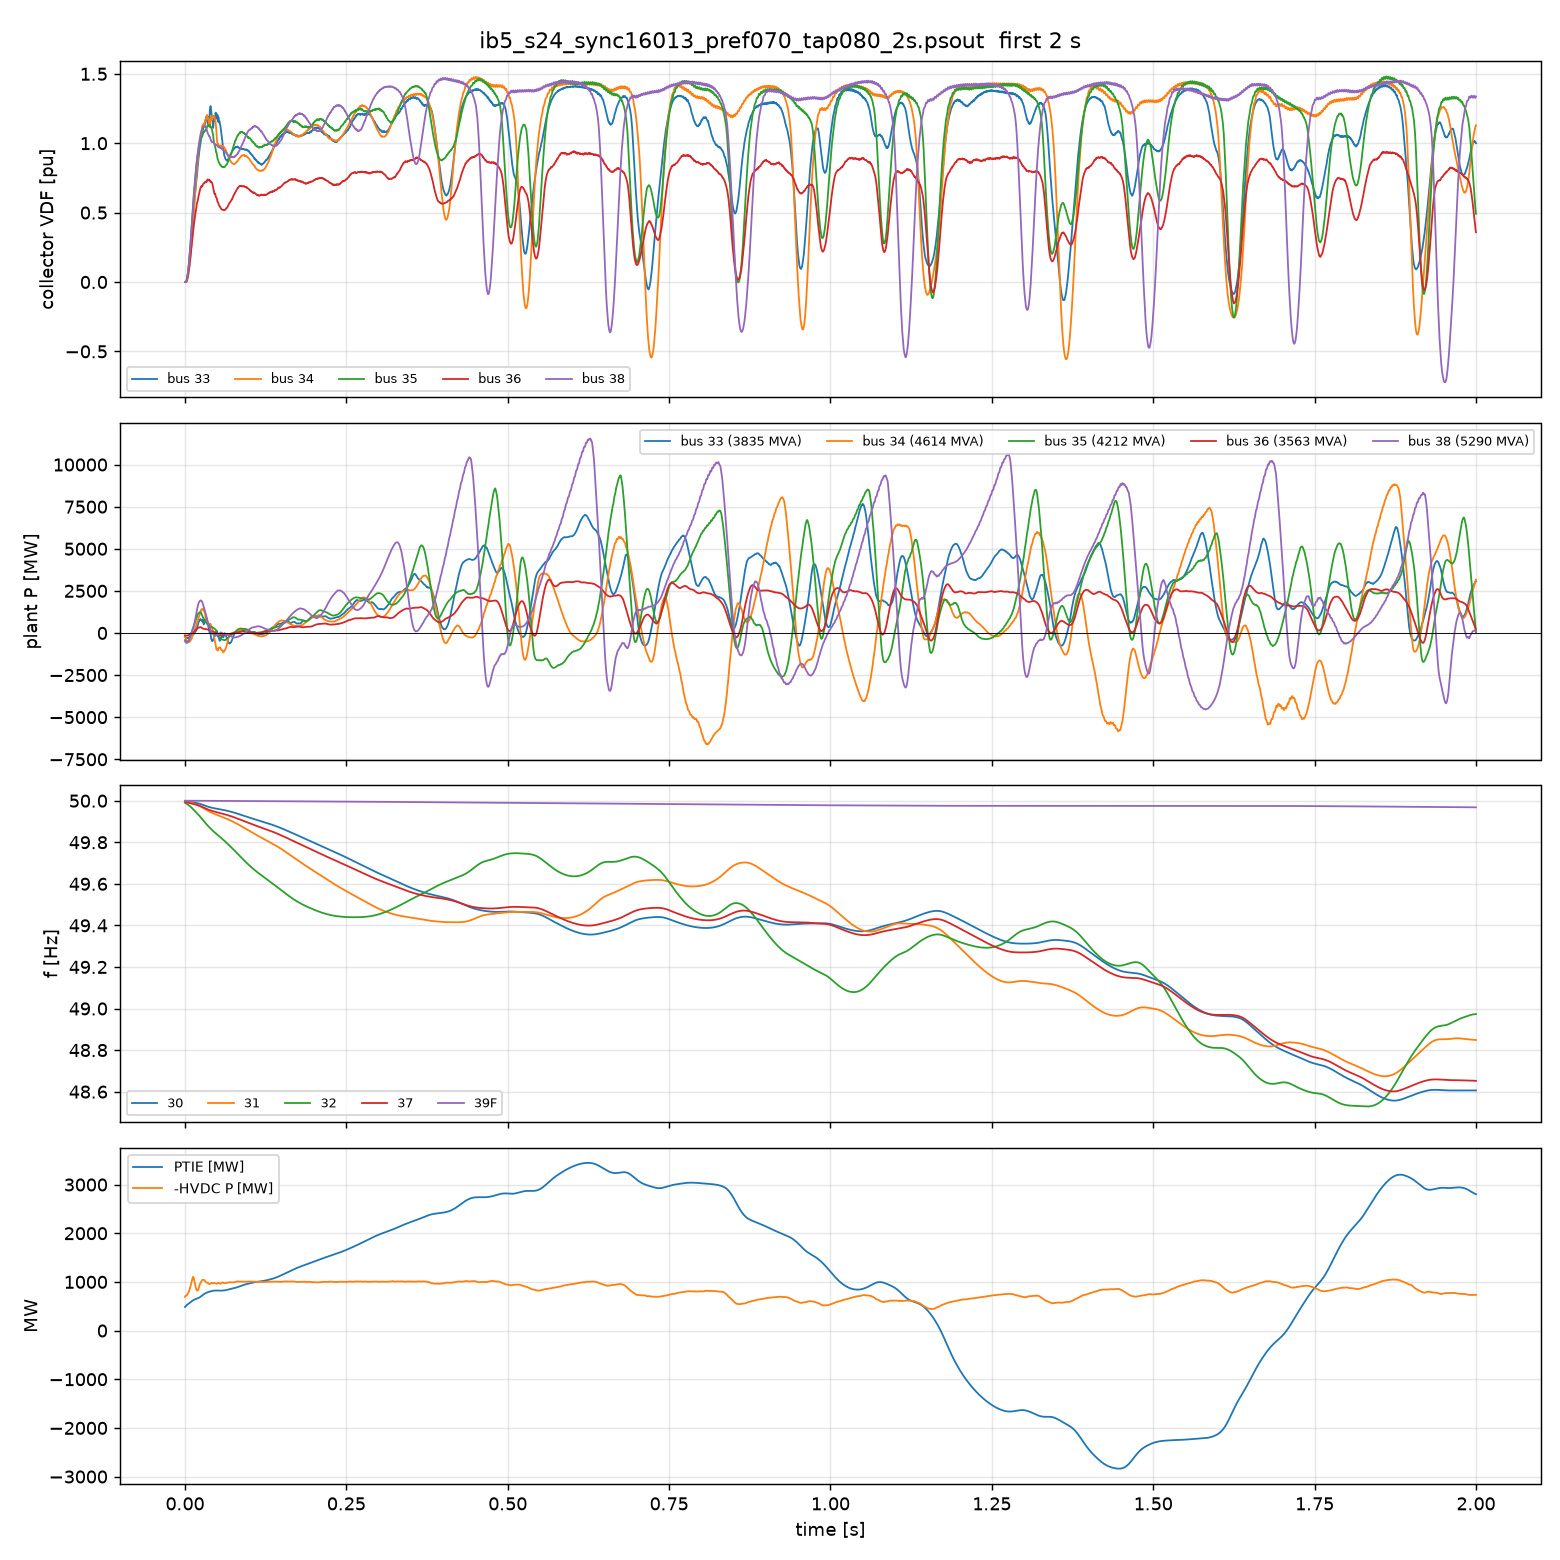 ib5_s24_sync16013_pref070_tap080_2s.psout  first 2 s
collector VDF [pu]
1.5
1.0
0.5
0.0
−0.5
bus 33
bus 34
bus 35
bus 36
bus 38
plant P [MW]
10000
7500
5000
2500
0
−2500
−5000
−7500
bus 33 (3835 MVA)
bus 34 (4614 MVA)
bus 35 (4212 MVA)
bus 36 (3563 MVA)
bus 38 (5290 MVA)
f [Hz]
50.0
49.8
49.6
49.4
49.2
49.0
48.8
48.6
30
31
32
37
39F
MW
3000
2000
1000
0
−1000
−2000
−3000
PTIE [MW]
-HVDC P [MW]
0.00
0.25
0.50
0.75
1.00
1.25
1.50
1.75
2.00
time [s]